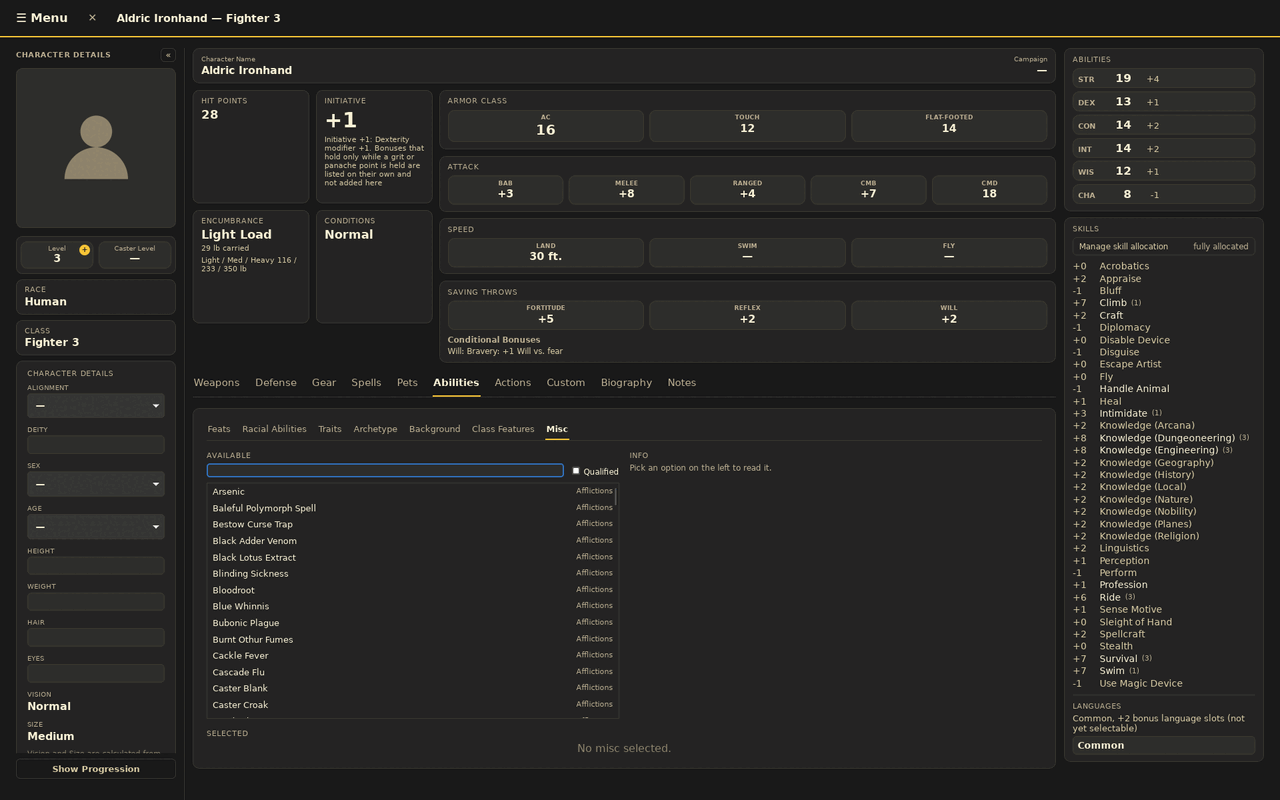 ☰ Menu ✕ Aldric Ironhand — Fighter 3
CHARACTER DETAILS «
Level
3
+
Caster Level
—
RACE
Human
CLASS
Fighter 3
CHARACTER DETAILS
ALIGNMENT
—
DEITY
SEX
—
AGE
—
HEIGHT
WEIGHT
HAIR
EYES
VISION
Normal
SIZE
Medium
Vision and Size are calculated from
Show Progression
Character Name
Aldric Ironhand
Campaign
—
HIT POINTS
28
INITIATIVE
+1
Initiative +1: Dexterity
modifier +1. Bonuses that
hold only while a grit or
panache point is held are
listed on their own and
not added here
ENCUMBRANCE
Light Load
29 lb carried
Light / Med / Heavy 116 /
233 / 350 lb
CONDITIONS
Normal
ARMOR CLASS
AC
16
TOUCH
12
FLAT-FOOTED
14
ATTACK
BAB
+3
MELEE
+8
RANGED
+4
CMB
+7
CMD
18
SPEED
LAND
30 ft.
SWIM
—
FLY
—
SAVING THROWS
FORTITUDE
+5
REFLEX
+2
WILL
+2
Conditional Bonuses
Will: Bravery: +1 Will vs. fear
Weapons Defense Gear Spells Pets Abilities Actions Custom Biography Notes
Feats Racial Abilities Traits Archetype Background Class Features Misc
AVAILABLE
Qualified
Arsenic Afflictions
Baleful Polymorph Spell Afflictions
Bestow Curse Trap Afflictions
Black Adder Venom Afflictions
Black Lotus Extract Afflictions
Blinding Sickness Afflictions
Bloodroot Afflictions
Blue Whinnis Afflictions
Bubonic Plague Afflictions
Burnt Othur Fumes Afflictions
Cackle Fever Afflictions
Cascade Flu Afflictions
Caster Blank Afflictions
Caster Croak Afflictions
INFO
Pick an option on the left to read it.
SELECTED
No misc selected.
ABILITIES
STR 19 +4
DEX 13 +1
CON 14 +2
INT 14 +2
WIS 12 +1
CHA 8 -1
SKILLS
Manage skill allocation fully allocated
+0 Acrobatics
+2 Appraise
-1 Bluff
+7 Climb (1)
+2 Craft
-1 Diplomacy
+0 Disable Device
-1 Disguise
+0 Escape Artist
+0 Fly
-1 Handle Animal
+1 Heal
+3 Intimidate (1)
+2 Knowledge (Arcana)
+8 Knowledge (Dungeoneering) (3)
+8 Knowledge (Engineering) (3)
+2 Knowledge (Geography)
+2 Knowledge (History)
+2 Knowledge (Local)
+2 Knowledge (Nature)
+2 Knowledge (Nobility)
+2 Knowledge (Planes)
+2 Knowledge (Religion)
+2 Linguistics
+1 Perception
-1 Perform
+1 Profession
+6 Ride (3)
+1 Sense Motive
+0 Sleight of Hand
+2 Spellcraft
+0 Stealth
+7 Survival (3)
+7 Swim (1)
-1 Use Magic Device
LANGUAGES
Common, +2 bonus language slots (not
yet selectable)
Common